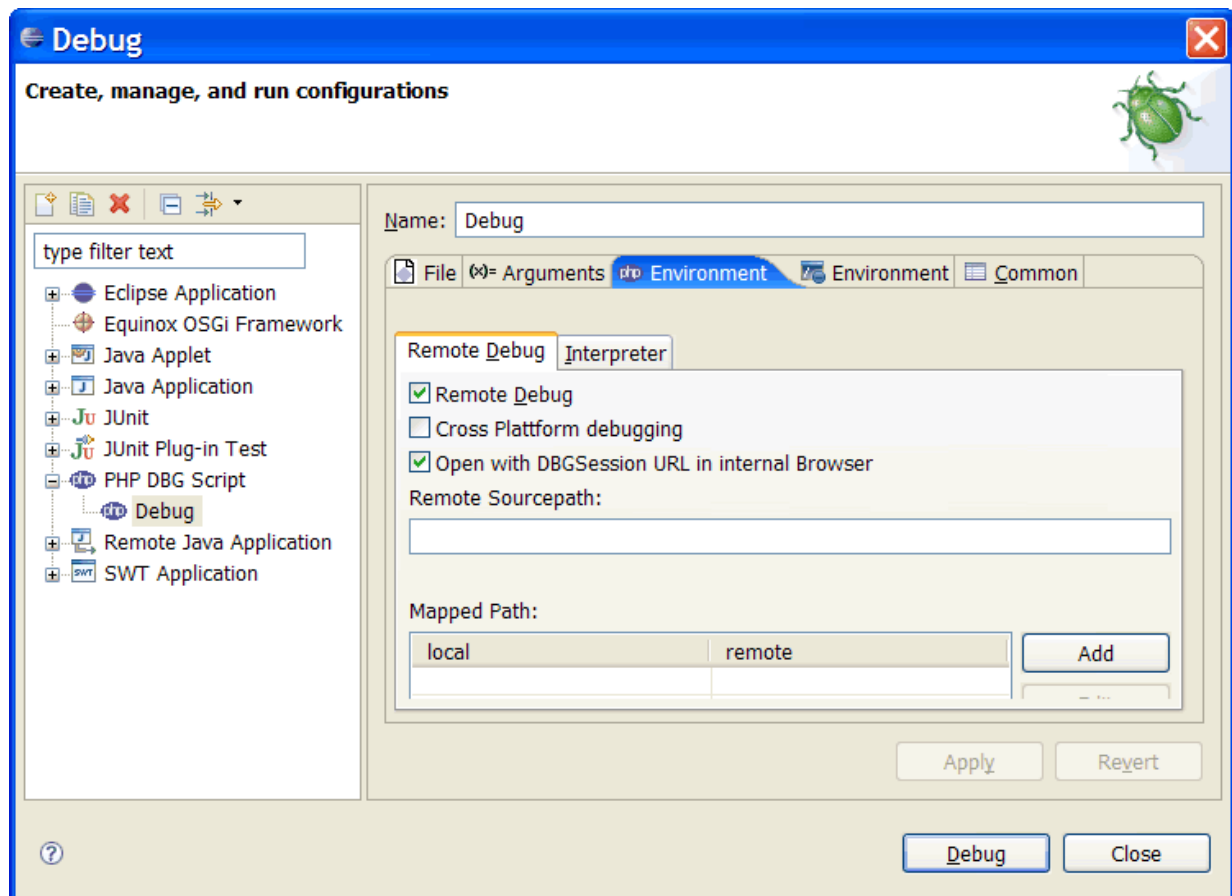 Debug
Create, manage, and run configurations
type filter text
Eclipse Application
Equinox OSGi Framework
Java Applet
Java Application
JUnit
JUnit Plug-in Test
PHP DBG Script
Debug
Remote Java Application
SWT Application
Name: Debug
File (x)= Arguments php Environment Environment Common
Remote Debug Interpreter
Remote Debug
Cross Plattform debugging
Open with DBGSession URL in internal Browser
Remote Sourcepath:
Mapped Path:
local remote Add
Apply Revert
Debug Close